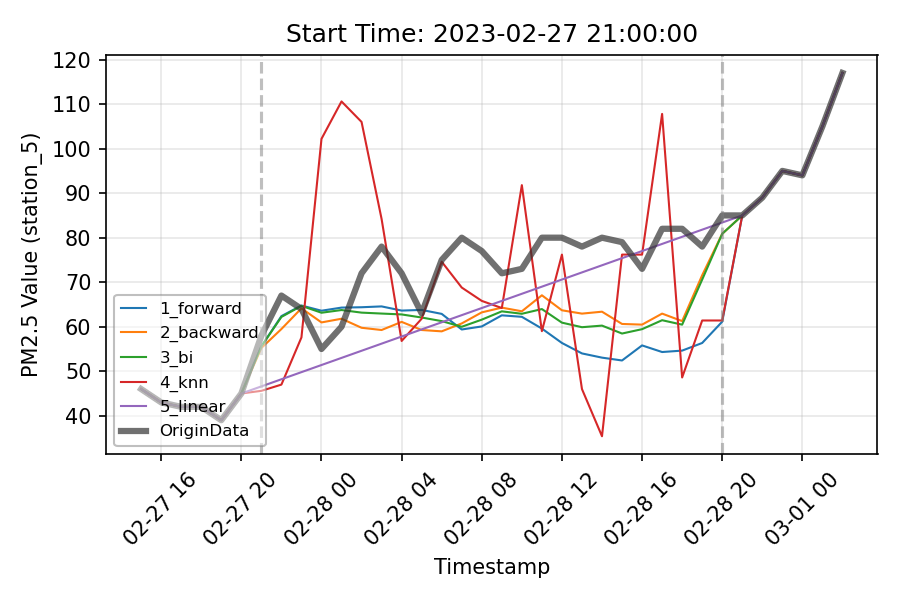 Start Time: 2023-02-27 21:00:00
PM2.5 Value (station_5)
120
110
100
90
80
70
60
50
40
1_forward
2_backward
3_bi
4_knn
5_linear
OriginData
02-27 16
02-27 20
02-28 00
02-28 04
02-28 08
02-28 12
02-28 16
02-28 20
03-01 00
Timestamp